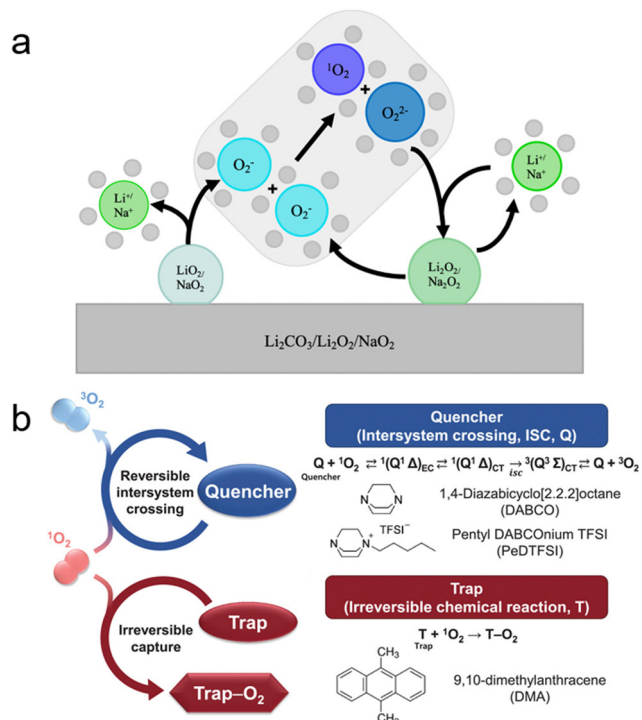 a
¹O₂
+
O₂²⁻
O₂⁻
+
O₂⁻
Li⁺/
Na⁺
Li⁺/
Na⁺
LiO₂/
NaO₂
Li₂O₂/
Na₂O₂
Li₂CO₃/Li₂O₂/NaO₂
b
³O₂
Reversible
intersystem
crossing
Quencher
¹O₂
Irreversible
capture
Trap
Trap–O₂
Quencher
(Intersystem crossing, ISC, Q)
Q + ¹O₂ ⇄ ¹(Q¹ Δ)EC ⇄ ¹(Q¹ Δ)CT → ³(Q³ Σ)CT ⇄ Q + ³O₂
Quencher
isc
N
N
1,4-Diazabicyclo[2.2.2]octane
(DABCO)
TFSI⁻
N
N⁺
Pentyl DABCOnium TFSI
(PeDTFSI)
Trap
(Irreversible chemical reaction, T)
T + ¹O₂ → T–O₂
Trap
CH₃
CH₃
9,10-dimethylanthracene
(DMA)